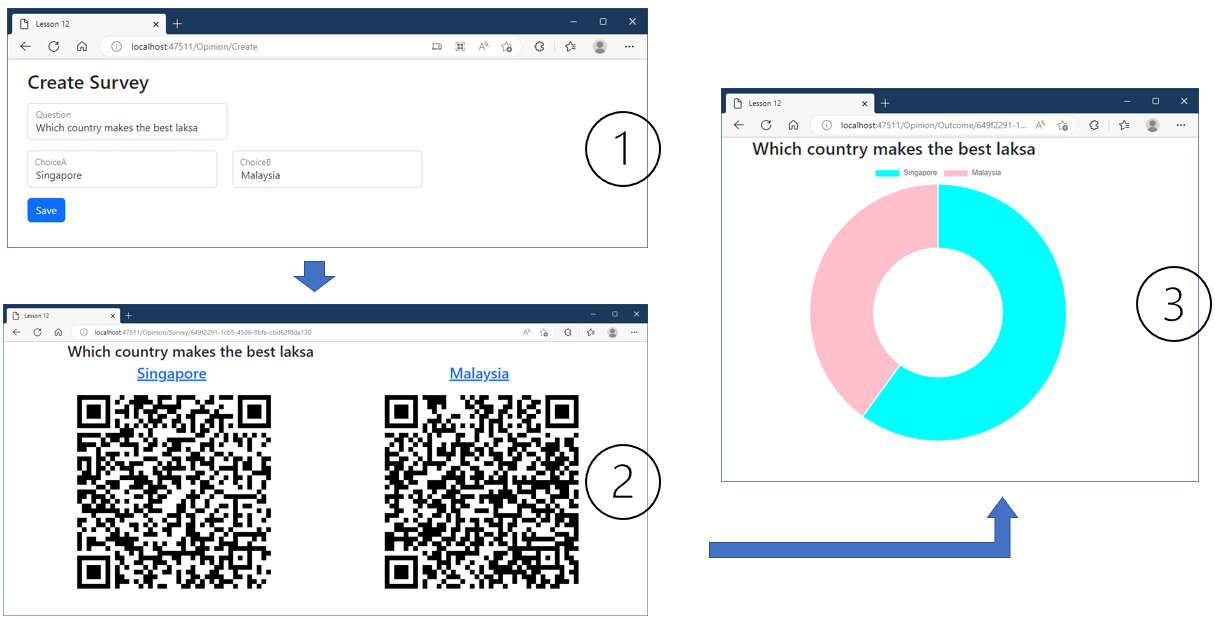 Lesson 12
localhost:47511/Opinion/Create
Create Survey
Question
Which country makes the best laksa
ChoiceA
Singapore
ChoiceB
Malaysia
Save
1
Lesson 12
localhost:47511/Opinion/Survey/649f2291-1cb5-4506-8bfe-cbd62f8da130
Which country makes the best laksa
Singapore
Malaysia
2
Lesson 12
localhost:47511/Opinion/Outcome/649f2291-1...
Which country makes the best laksa
Singapore
Malaysia
3